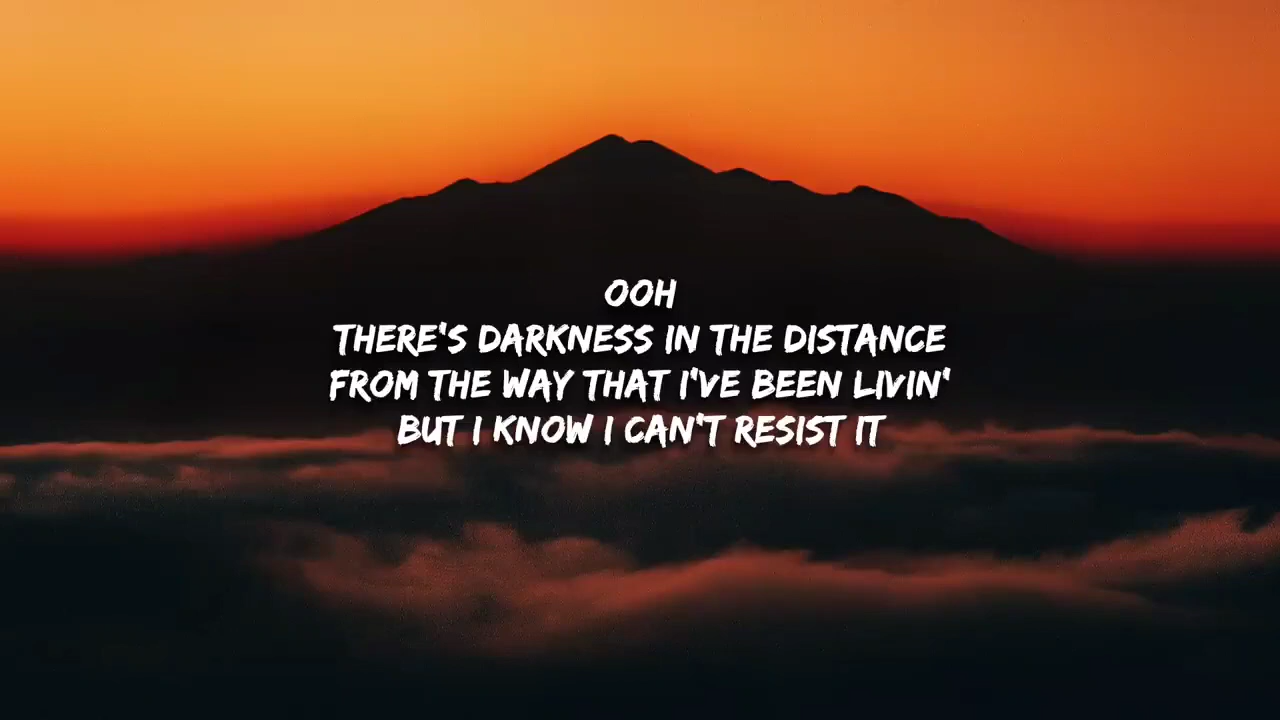 OOH
THERE'S DARKNESS IN THE DISTANCE
FROM THE WAY THAT I'VE BEEN LIVIN'
BUT I KNOW I CAN'T RESIST IT